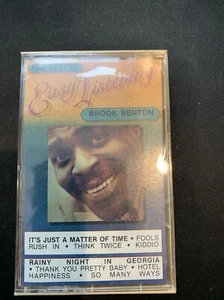 Easy Listening
BROOK BENTON
IT'S JUST A MATTER OF TIME • FOOLS
RUSH IN • THINK TWICE • KIDDIO
RAINY NIGHT IN GEORGIA
• THANK YOU PRETTY BABY • HOTEL
HAPPINESS • SO MANY WAYS